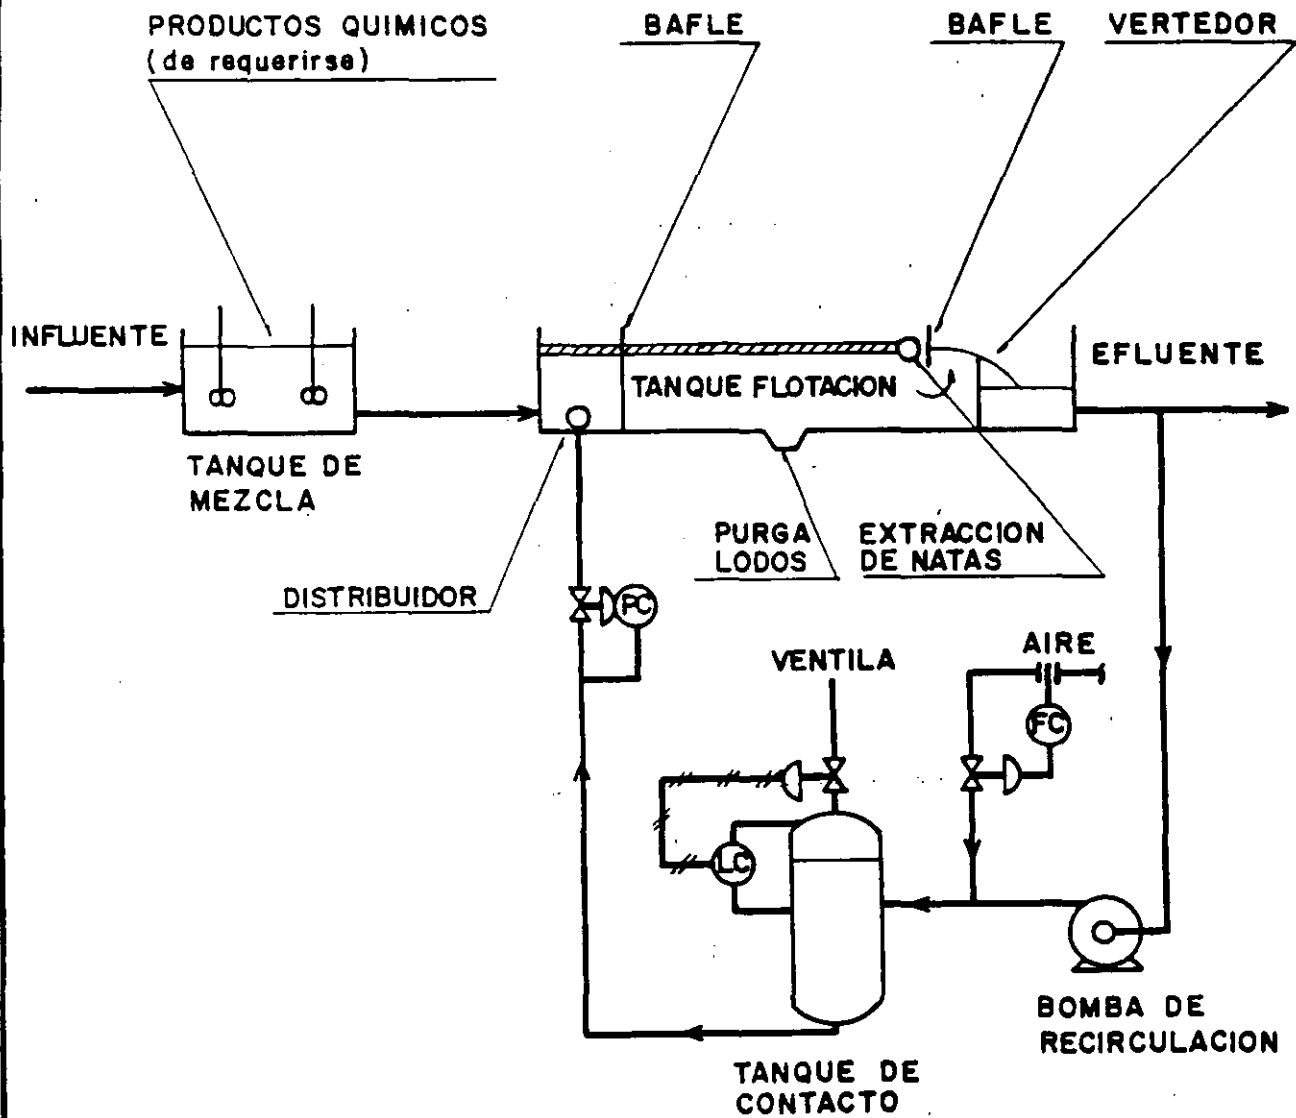 PRODUCTOS QUIMICOS
(de requerirse)
BAFLE
BAFLE
VERTEDOR
INFLUENTE
TANQUE FLOTACION
EFLUENTE
TANQUE DE
MEZCLA
PURGA
LODOS
EXTRACCION
DE NATAS
DISTRIBUIDOR
PC
VENTILA
AIRE
FC
LC
BOMBA DE
RECIRCULACION
TANQUE DE
CONTACTO